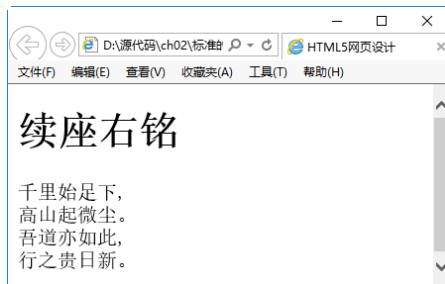 D:\源代码\ch02\标准
HTML5网页设计
文件(F) 编辑(E) 查看(V) 收藏夹(A) 工具(T) 帮助(H)
续座右铭
千里始足下,
高山起微尘。
吾道亦如此,
行之贵日新。